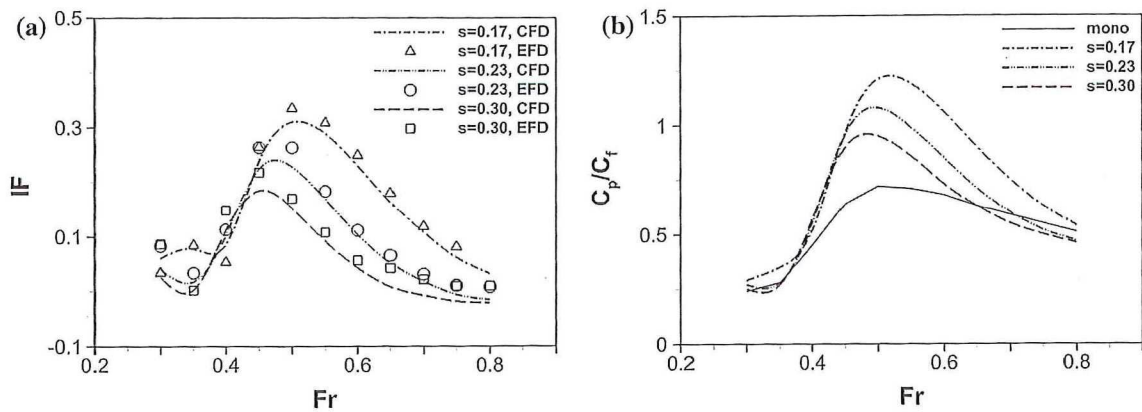 (a)
s=0.17, CFD
s=0.17, EFD
s=0.23, CFD
s=0.23, EFD
s=0.30, CFD
s=0.30, EFD
0.5
0.3
0.1
-0.1
IF
0.2
0.4
0.6
0.8
Fr
(b)
mono
s=0.17
s=0.23
s=0.30
1.5
1
0.5
0
Cp/Cf
0.2
0.4
0.6
0.8
Fr